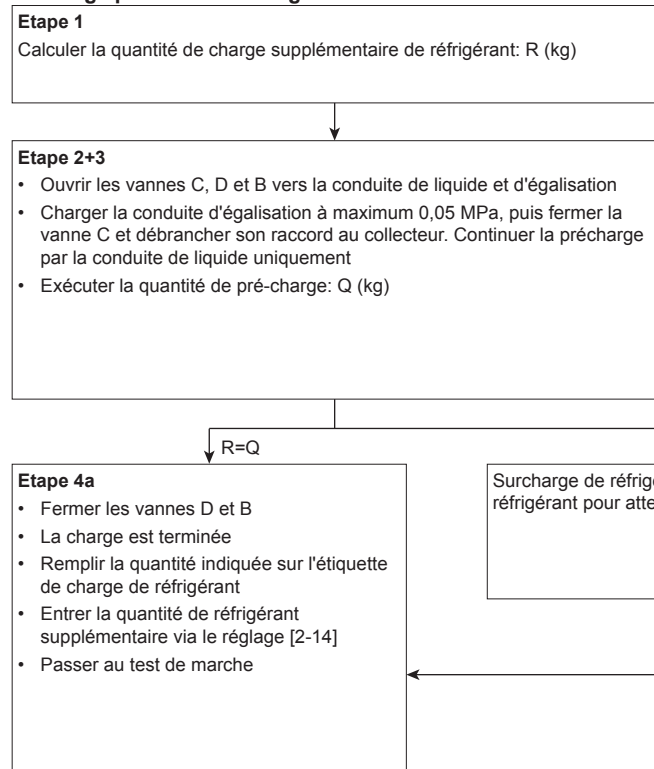 Etape 1
Calculer la quantité de charge supplémentaire de réfrigérant: R (kg)
Etape 2+3
• Ouvrir les vannes C, D et B vers la conduite de liquide et d'égalisation
• Charger la conduite d'égalisation à maximum 0,05 MPa, puis fermer la
vanne C et débrancher son raccord au collecteur. Continuer la précharge
par la conduite de liquide uniquement
• Exécuter la quantité de pré-charge: Q (kg)
R=Q
Etape 4a
• Fermer les vannes D et B
• La charge est terminée
• Remplir la quantité indiquée sur l'étiquette
de charge de réfrigérant
• Entrer la quantité de réfrigérant
supplémentaire via le réglage [2-14]
• Passer au test de marche
Surcharge de
réfrigérant pour